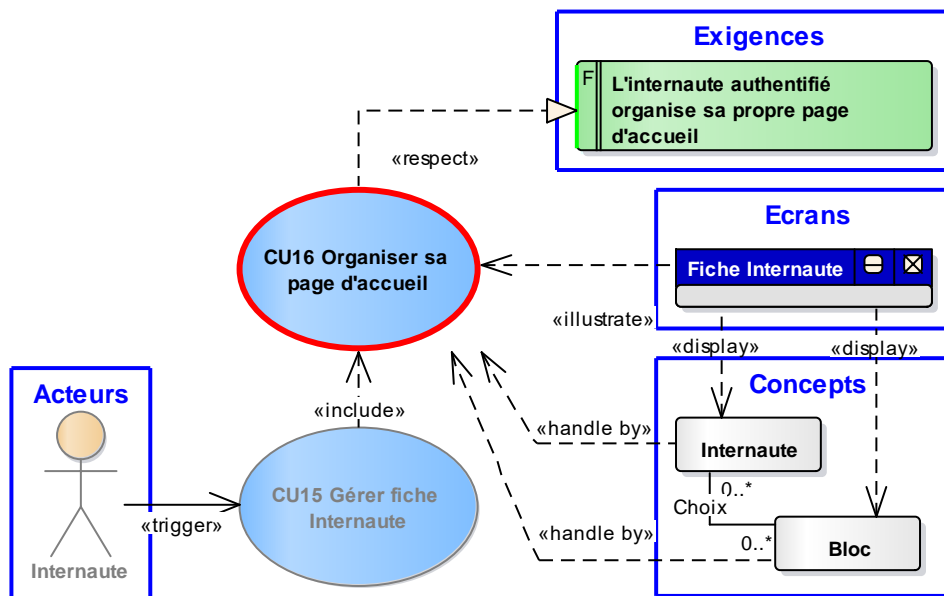 Exigences
F
L'internaute authentifié
organise sa propre page
d'accueil
«respect»
Ecrans
CU16 Organiser sa
page d'accueil
Fiche Internaute
«illustrate»
«display»
«display»
Acteurs
«include»
Concepts
«handle by»
Internaute
CU15 Gérer fiche
Internaute
0..*
Choix
«trigger»
«handle by»
0..*
Bloc
Internaute